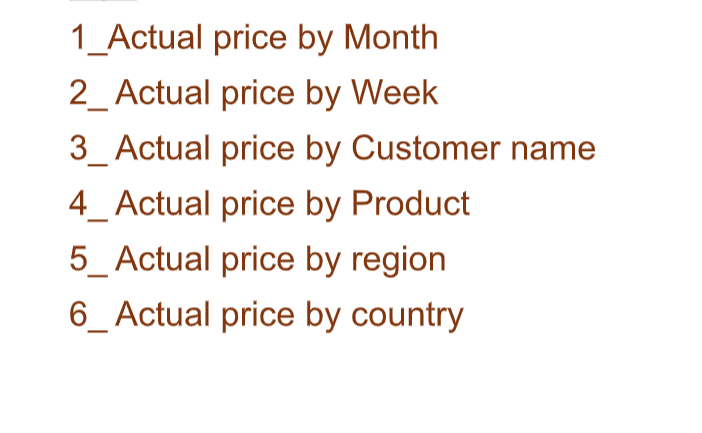 1_Actual price by Month
2_ Actual price by Week
3_ Actual price by Customer name
4_ Actual price by Product
5_ Actual price by region
6_ Actual price by country